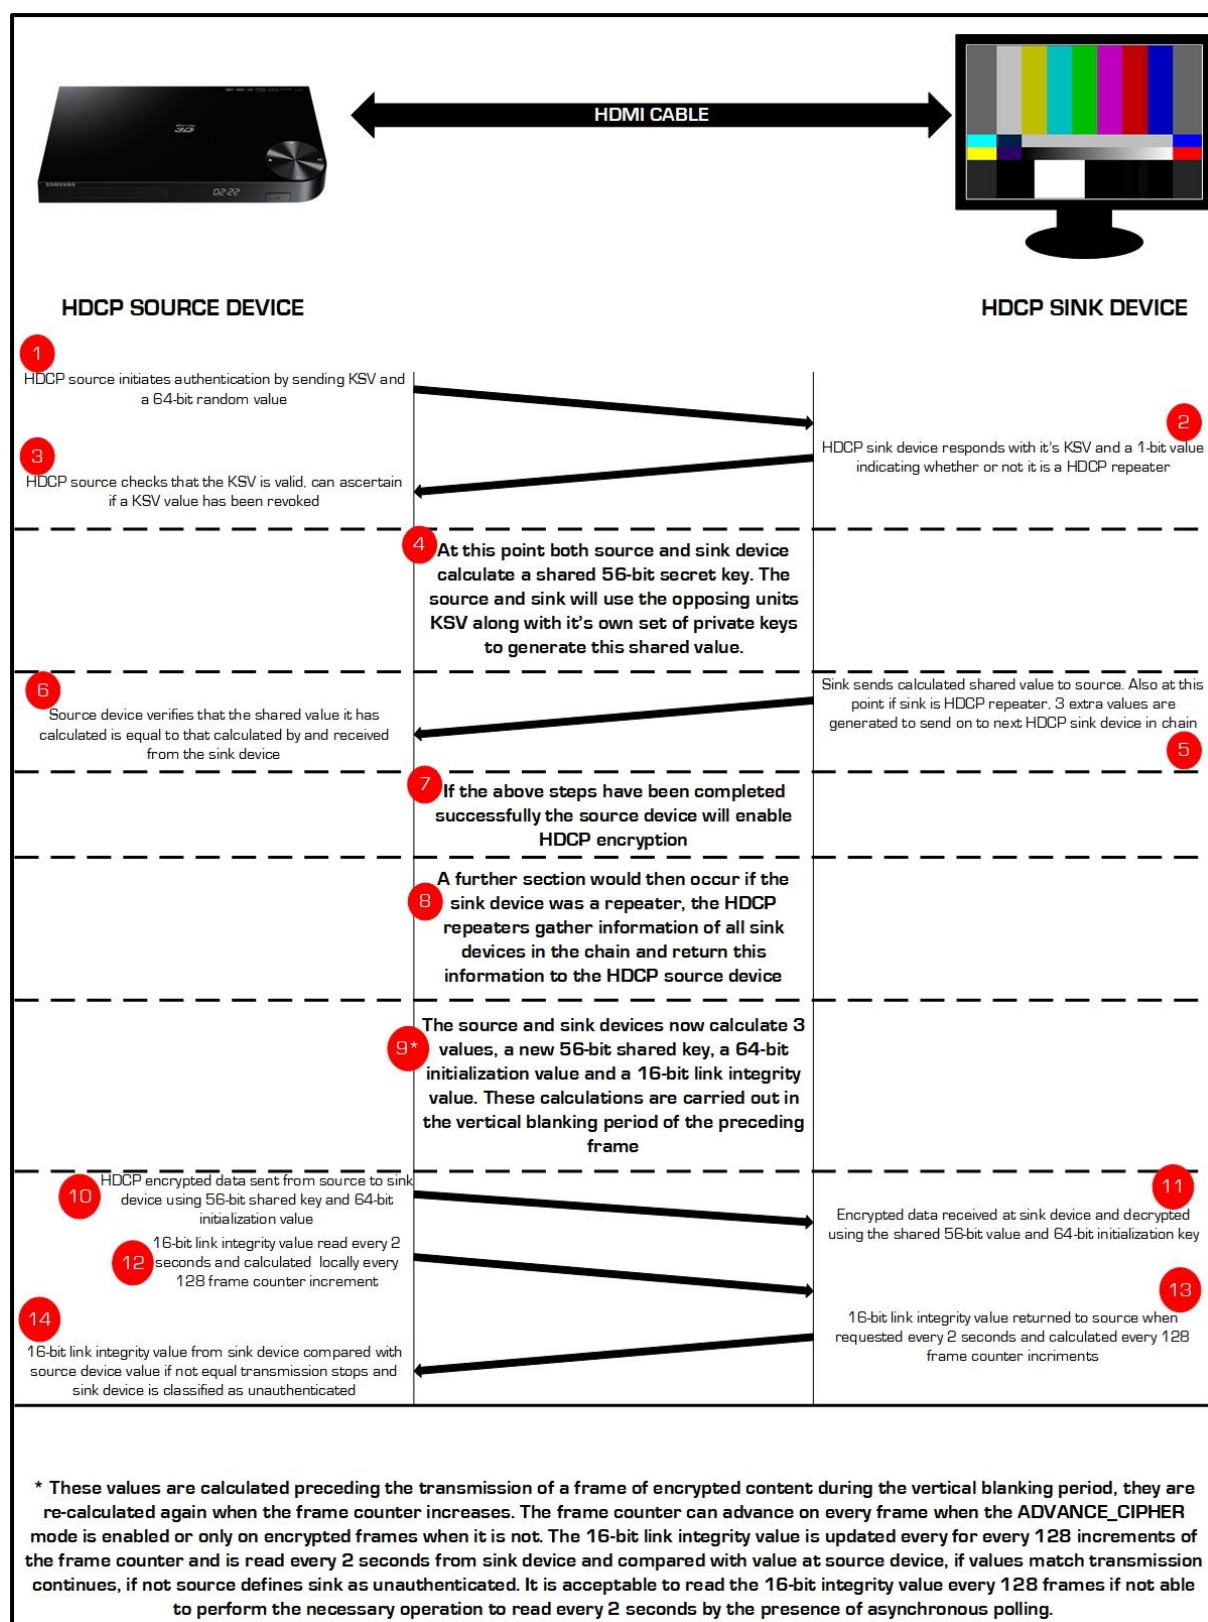 HDMI CABLE
3D
SAMSUNG
02:22
HDCP SOURCE DEVICE
HDCP SINK DEVICE
1
HDCP source initiates authentication by sending KSV and
a 64-bit random value
2
HDCP sink device responds with it's KSV and a 1-bit value
indicating whether or not it is a HDCP repeater
3
HDCP source checks that the KSV is valid, can ascertain
if a KSV value has been revoked
4
At this point both source and sink device
calculate a shared 56-bit secret key. The
source and sink will use the opposing units
KSV along with it's own set of private keys
to generate this shared value.
Sink sends calculated shared value to source. Also at this
point if sink is HDCP repeater, 3 extra values are
generated to send on to next HDCP sink device in chain
5
6
Source device verifies that the shared value it has
calculated is equal to that calculated by and received
from the sink device
7
If the above steps have been completed
successfully the source device will enable
HDCP encryption
8
A further section would then occur if the
sink device was a repeater, the HDCP
repeaters gather information of all sink
devices in the chain and return this
information to the HDCP source device
9*
The source and sink devices now calculate 3
values, a new 56-bit shared key, a 64-bit
initialization value and a 16-bit link integrity
value. These calculations are carried out in
the vertical blanking period of the preceding
frame
10
HDCP encrypted data sent from source to sink
device using 56-bit shared key and 64-bit
initialization value
11
Encrypted data received at sink device and decrypted
using the shared 56-bit value and 64-bit initialization key
12
16-bit link integrity value read every 2
seconds and calculated locally every
128 frame counter increment
13
16-bit link integrity value returned to source when
requested every 2 seconds and calculated every 128
frame counter incriments
14
16-bit link integrity value from sink device compared with
source device value if not equal transmission stops and
sink device is classified as unauthenticated
* These values are calculated preceding the transmission of a frame of encrypted content during the vertical blanking period, they are
re-calculated again when the frame counter increases. The frame counter can advance on every frame when the ADVANCE_CIPHER
mode is enabled or only on encrypted frames when it is not. The 16-bit link integrity value is updated every for every 128 increments of
the frame counter and is read every 2 seconds from sink device and compared with value at source device, if values match transmission
continues, if not source defines sink as unauthenticated. It is acceptable to read the 16-bit integrity value every 128 frames if not able
to perform the necessary operation to read every 2 seconds by the presence of asynchronous polling.